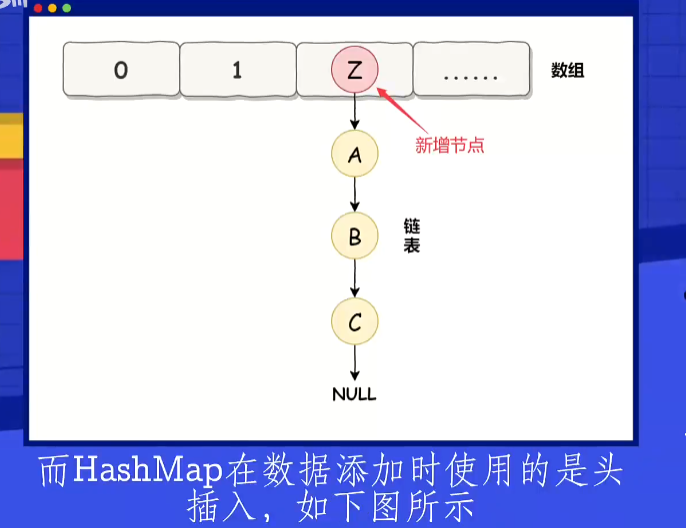 0 1 Z ...... 数组
新增节点
A
B
链
表
C
NULL
而HashMap在数据添加时使用的是头
插入，如下图所示